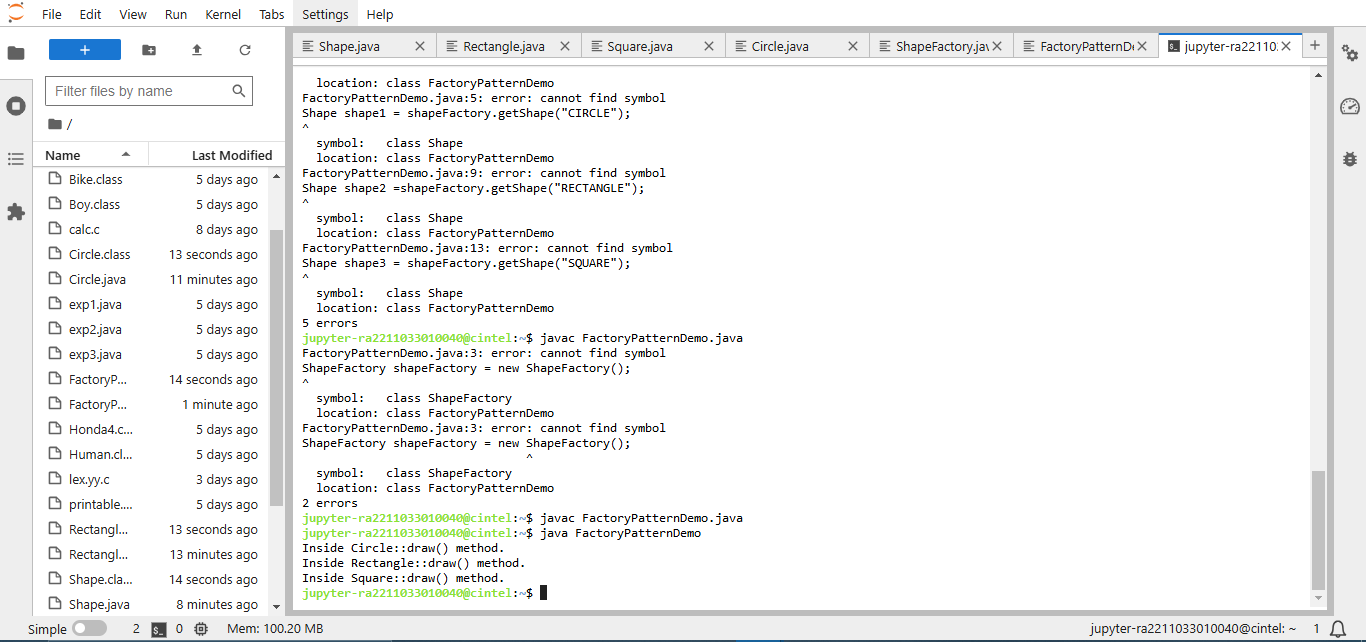 File Edit View Run Kernel Tabs Settings Help
+
Filter files by name
/
Name Last Modified
Bike.class 5 days ago
Boy.class 5 days ago
calc.c 8 days ago
Circle.class 13 seconds ago
Circle.java 11 minutes ago
exp1.java 5 days ago
exp2.java 5 days ago
exp3.java 5 days ago
FactoryP... 14 seconds ago
FactoryP... 1 minute ago
Honda4.c... 5 days ago
Human.cl... 5 days ago
lex.yy.c 3 days ago
printable.... 5 days ago
Rectangl... 13 seconds ago
Rectangl... 13 minutes ago
Shape.cla... 14 seconds ago
Shape.java 8 minutes ago
Shape.java Rectangle.java Square.java Circle.java ShapeFactory.jav FactoryPatternD jupyter-ra22110
location: class FactoryPatternDemo
FactoryPatternDemo.java:5: error: cannot find symbol
Shape shape1 = shapeFactory.getShape("CIRCLE");
^
symbol:   class Shape
location: class FactoryPatternDemo
FactoryPatternDemo.java:9: error: cannot find symbol
Shape shape2 =shapeFactory.getShape("RECTANGLE");
^
symbol:   class Shape
location: class FactoryPatternDemo
FactoryPatternDemo.java:13: error: cannot find symbol
Shape shape3 = shapeFactory.getShape("SQUARE");
^
symbol:   class Shape
location: class FactoryPatternDemo
5 errors
jupyter-ra2211033010040@cintel:~$ javac FactoryPatternDemo.java
FactoryPatternDemo.java:3: error: cannot find symbol
ShapeFactory shapeFactory = new ShapeFactory();
^
symbol:   class ShapeFactory
location: class FactoryPatternDemo
FactoryPatternDemo.java:3: error: cannot find symbol
ShapeFactory shapeFactory = new ShapeFactory();
^
symbol:   class ShapeFactory
location: class FactoryPatternDemo
2 errors
jupyter-ra2211033010040@cintel:~$ javac FactoryPatternDemo.java
jupyter-ra2211033010040@cintel:~$ java FactoryPatternDemo
Inside Circle::draw() method.
Inside Rectangle::draw() method.
Inside Square::draw() method.
jupyter-ra2211033010040@cintel:~$
Simple 2 $_ 0 Mem: 100.20 MB jupyter-ra2211033010040@cintel: ~ 1